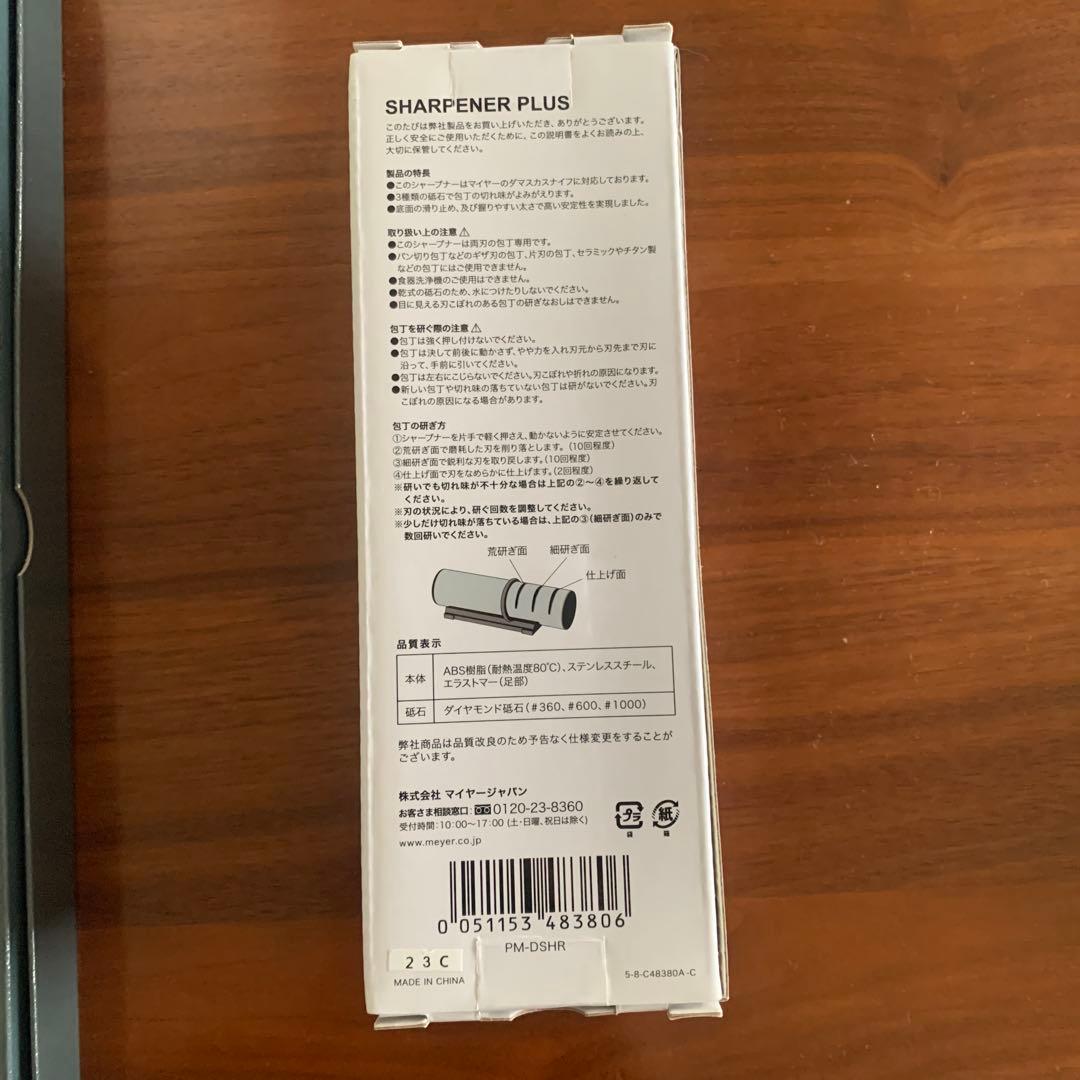 SHARPENER PLUS
このたびは弊社製品をお買い上げいただき、ありがとうございます。
正しく安全にご使用いただくために、この説明書をよくお読みの上、
大切に保管してください。
製品の特長
●このシャープナーはマイヤーのダマスカスナイフに対応しております。
●3種類の砥石で包丁の切れ味がよみがえります。
●底面の滑り止め、及び握りやすい太さで高い安定性を実現しました。
取り扱い上の注意⚠
●このシャープナーは両刃の包丁専用です。
●パン切り包丁などのギザ刃の包丁、片刃の包丁、セラミックやチタン製
などの包丁にはご使用できません。
●食器洗浄機のご使用はできません。
●乾式の砥石のため、水につけたりしないでください。
●目に見える刃こぼれのある包丁の研ぎなおしはできません。
包丁を研ぐ際の注意⚠
●包丁は強く押し付けないでください。
●包丁は決して前後に動かさず、やや力を入れ刃元から刃先まで刃に
沿って、手前に引いてください。
●包丁は左右にこじらないでください。刃こぼれや折れの原因になります。
●新しい包丁や切れ味の落ちていない包丁は研がないでください。刃
こぼれの原因になる場合があります。
包丁の研ぎ方
①シャープナーを片手で軽く押さえ、動かないように安定させてください。
②荒研ぎ面で磨耗した刃を削り落とします。(10回程度)
③細研ぎ面で鋭利な刃を取り戻します。(10回程度)
④仕上げ面で刃をなめらかに仕上げます。(2回程度)
※研いでも切れ味が不十分な場合は上記の②〜④を繰り返して
ください。
※刃の状況により、研ぐ回数を調整してください。
※少しだけ切れ味が落ちている場合は、上記の③(細研ぎ面)のみで
数回研いでください。
荒研ぎ面 細研ぎ面
仕上げ面
品質表示
本体 ABS樹脂(耐熱温度80℃)、ステンレススチール、
エラストマー(足部)
砥石 ダイヤモンド砥石(#360、#600、#1000)
弊社商品は品質改良のため予告なく仕様変更をすることが
ございます。
株式会社 マイヤージャパン
お客さま相談窓口:0120-23-8360
受付時間:10:00〜17:00 (土・日曜、祝日は除く)
www.meyer.co.jp
プラ 紙
袋 箱
0 051153 483806
PM-DSHR
23C
MADE IN CHINA
5-8-C48380A-C